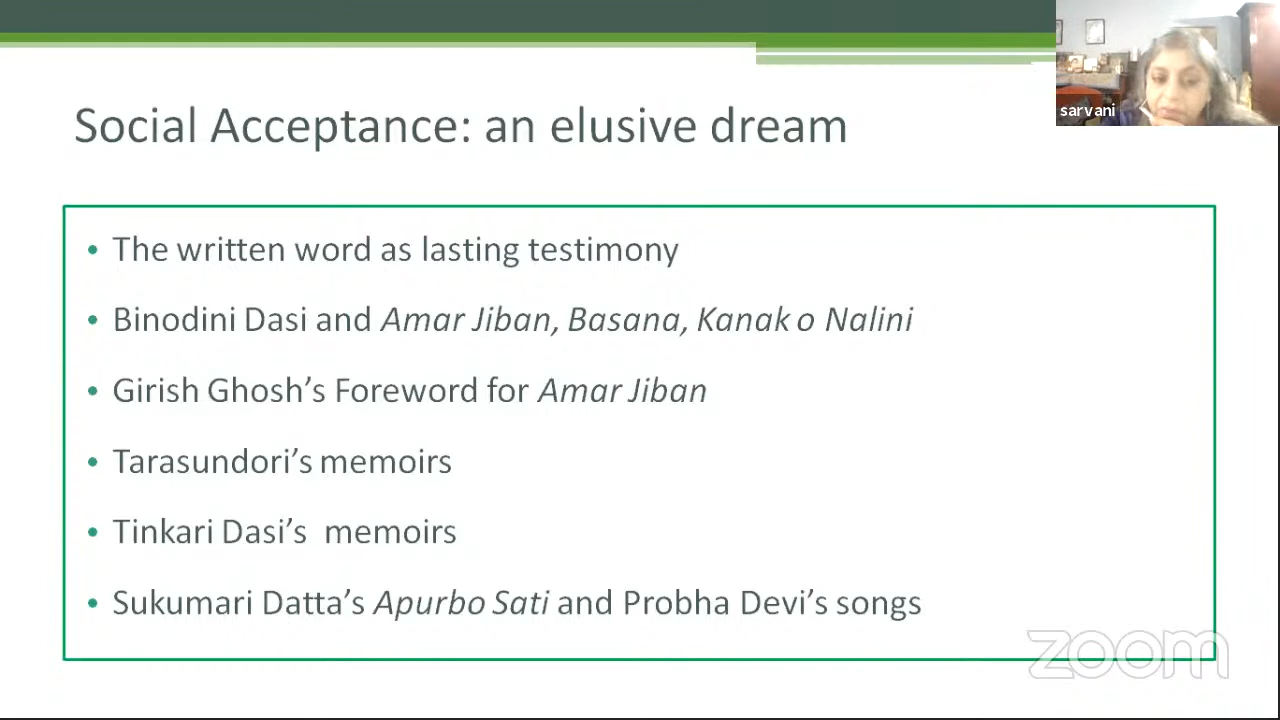 sarvani
Social Acceptance: an elusive dream
• The written word as lasting testimony
• Binodini Dasi and Amar Jiban, Basana, Kanak o Nalini
• Girish Ghosh’s Foreword for Amar Jiban
• Tarasundori’s memoirs
• Tinkari Dasi’s  memoirs
• Sukumari Datta’s Apurbo Sati and Probha Devi’s songs
zoom